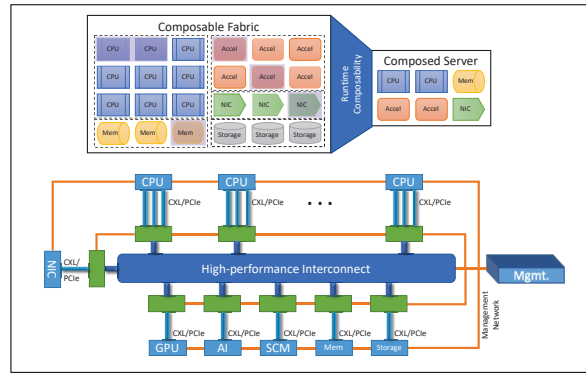 Composable Fabric
CPU CPU CPU Accel Accel Accel
CPU CPU CPU Accel Accel Accel
CPU CPU CPU NIC NIC NIC
Mem Mem Mem Storage Storage Storage
Runtime
Composability
Composed Server
CPU CPU Mem
Accel Accel NIC
CPU CPU ... CPU
CXL/PCIe CXL/PCIe CXL/PCIe
NIC
CXL/
PCIe
High-performance Interconnect
Mgmt.
Management
Network
CXL/PCIe CXL/PCIe CXL/PCIe CXL/PCIe CXL/PCIe
GPU AI SCM Mem Storage